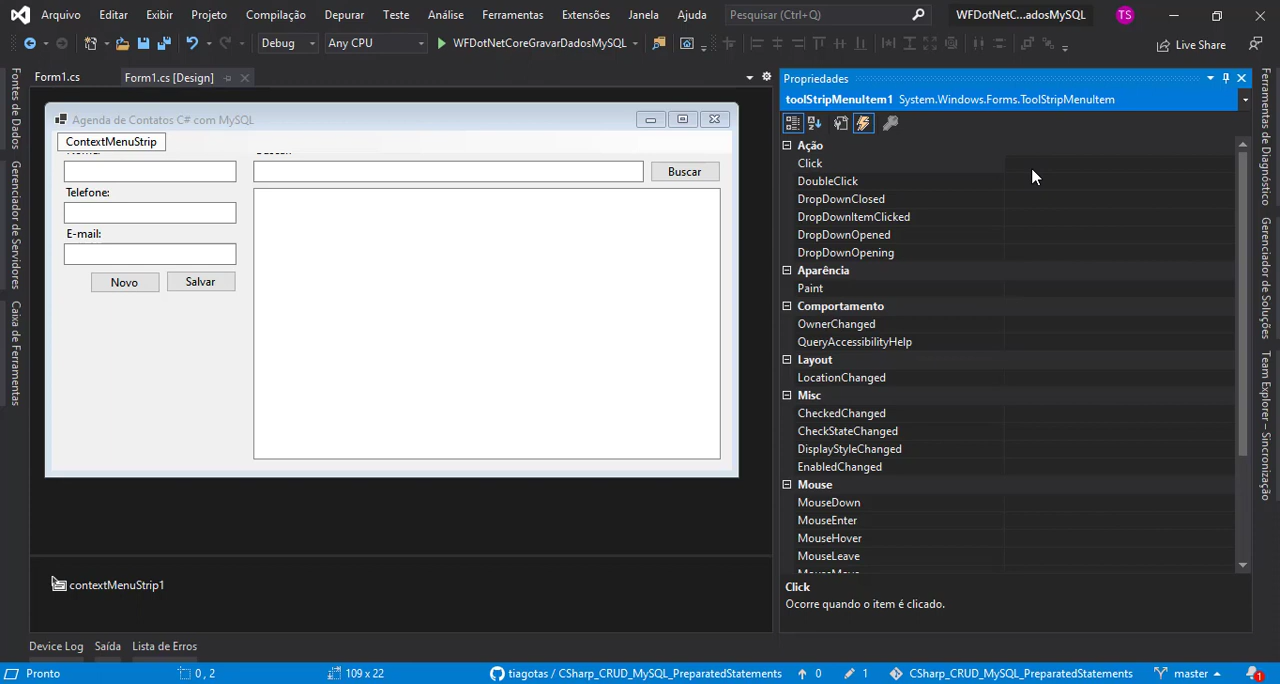 Arquivo Editar Exibir Projeto Compilação Depurar Teste Análise Ferramentas Extensões Janela Ajuda Pesquisar (Ctrl+Q) WFDotNetC...adosMySQL TS
Debug Any CPU WFDotNetCoreGravarDadosMySQL Live Share
Form1.cs Form1.cs [Design]
Fontes de Dados
Gerenciador de Servidores
Caixa de Ferramentas
Agenda de Contatos C# com MySQL
ContextMenuStrip
Buscar
Telefone:
E-mail:
Novo Salvar
contextMenuStrip1
Propriedades
toolStripMenuItem1 System.Windows.Forms.ToolStripMenuItem
Ação
Click
DoubleClick
DropDownClosed
DropDownItemClicked
DropDownOpened
DropDownOpening
Aparência
Paint
Comportamento
OwnerChanged
QueryAccessibilityHelp
Layout
LocationChanged
Misc
CheckedChanged
CheckStateChanged
DisplayStyleChanged
EnabledChanged
Mouse
MouseDown
MouseEnter
MouseHover
MouseLeave
MouseMove
Click
Ocorre quando o item é clicado.
Ferramentas de Diagnóstico
Gerenciador de Soluções
Team Explorer – Sincronização
Device Log Saída Lista de Erros
Pronto 0 , 2 109 x 22 tiagotas / CSharp_CRUD_MySQL_PreparatedStatements 0 1 CSharp_CRUD_MySQL_PreparatedStatements master 1